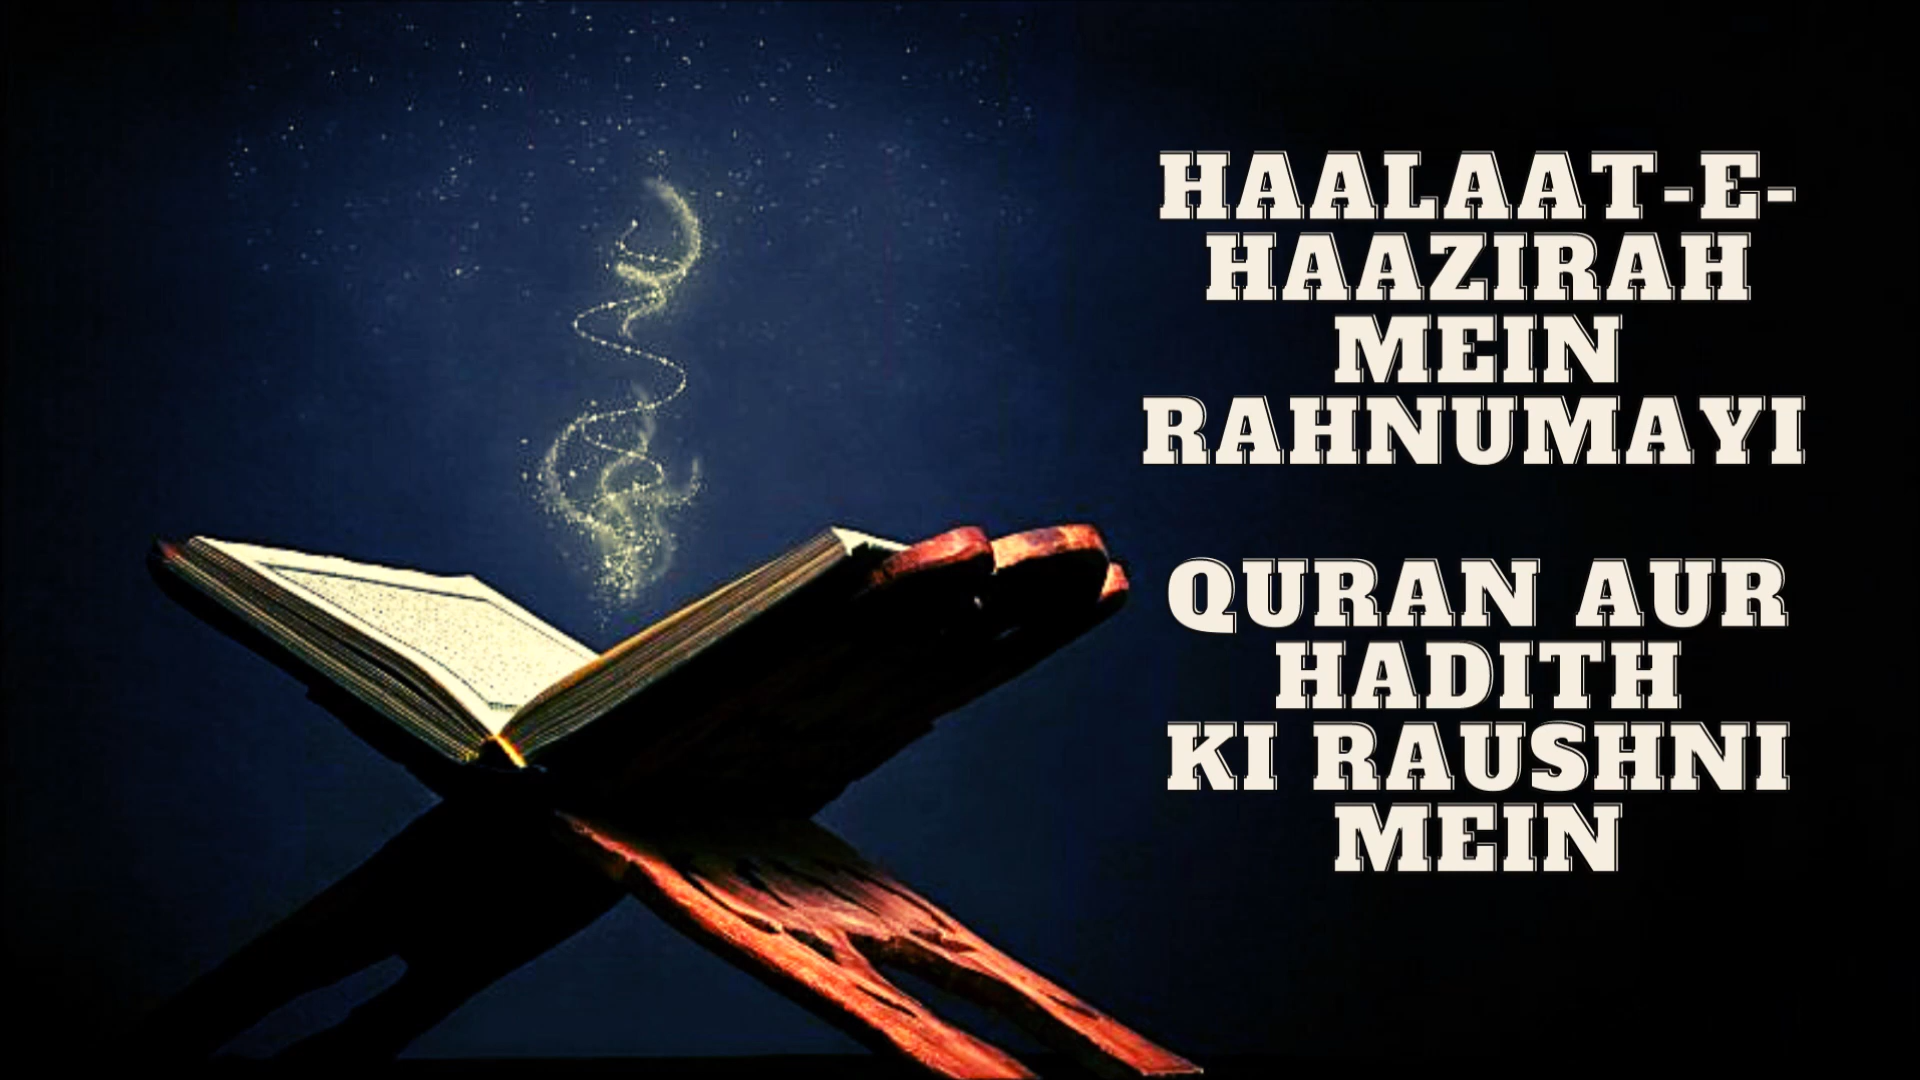 HAALAAT-E-
HAAZIRAH
MEIN
RAHNUMAYI
QURAN AUR
HADITH
KI RAUSHNI
MEIN